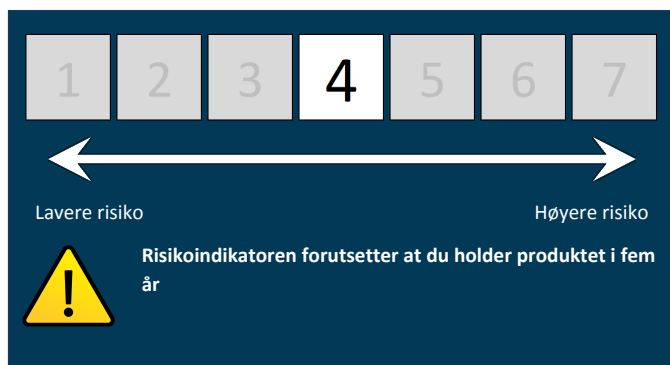 1 2 3 4 5 6 7
Lavere risiko Høyere risiko
Risikoindikatoren forutsetter at du holder produktet i fem
år